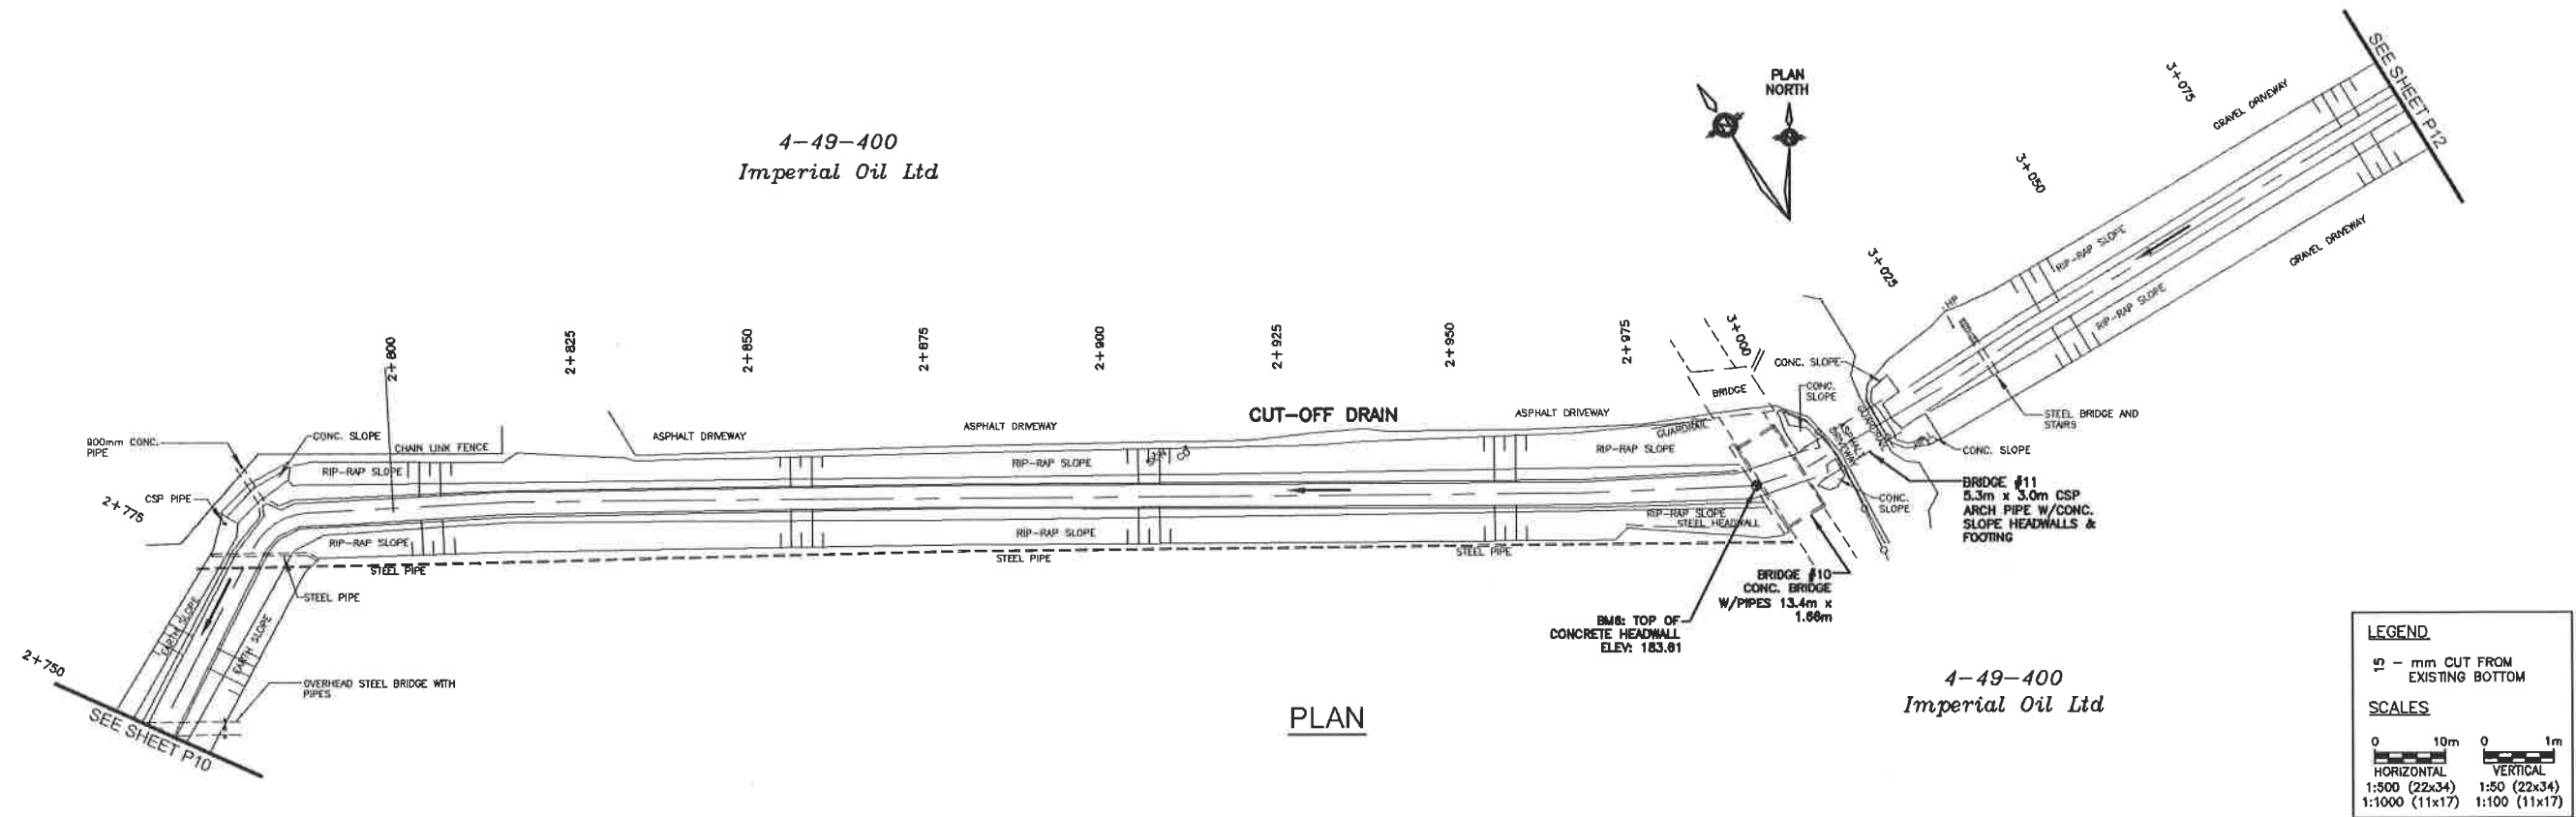 4-49-400
Imperial Oil Ltd
PLAN
NORTH
SEE SHEET P12
3+075
GRAVEL DRIVEWAY
3+050
RIP-RAP SLOPE
GRAVEL DRIVEWAY
3+025
RIP-RAP SLOPE
HP
2+800
2+825
2+850
2+875
2+900
2+925
2+950
2+975
3+000
BRIDGE
CONC. SLOPE
CONC.
SLOPE
STEEL BRIDGE AND
STAIRS
CUT-OFF DRAIN
ASPHALT DRIVEWAY
ASPHALT DRIVEWAY
ASPHALT DRIVEWAY
GUARDRAIL
ASPHALT
DRIVEWAY
GUARDRAIL
CONC. SLOPE
900mm CONC.
PIPE
CONC. SLOPE
CHAIN LINK FENCE
RIP-RAP SLOPE
RIP-RAP SLOPE
CB
RIP-RAP SLOPE
CSP PIPE
2+775
BRIDGE #11
5.3m x 3.0m CSP
ARCH PIPE W/CONC.
SLOPE HEADWALLS &
FOOTING
CONC.
SLOPE
RIP-RAP SLOPE
STEEL HEADWALL
RIP-RAP SLOPE
RIP-RAP SLOPE
STEEL PIPE
STEEL PIPE
STEEL PIPE
STEEL PIPE
BRIDGE #10
CONC. BRIDGE
W/PIPES 13.4m x
1.66m
BM6: TOP OF
CONCRETE HEADWALL
ELEV: 183.61
EARTH SLOPE
EARTH SLOPE
2+750
OVERHEAD STEEL BRIDGE WITH
PIPES
SEE SHEET P10
PLAN
4-49-400
Imperial Oil Ltd
LEGEND
15 - mm CUT FROM
EXISTING BOTTOM
SCALES
0 10m 0 1m
HORIZONTAL VERTICAL
1:500 (22x34) 1:50 (22x34)
1:1000 (11x17) 1:100 (11x17)